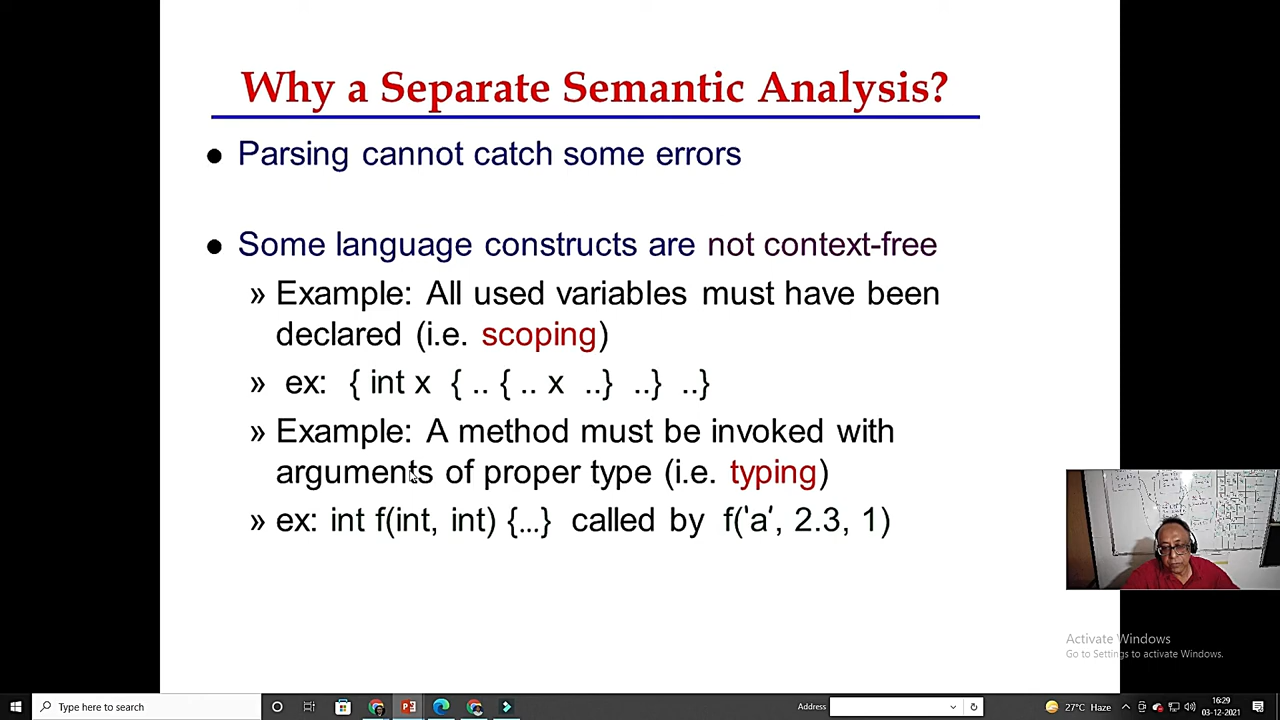 Why a Separate Semantic Analysis?
● Parsing cannot catch some errors
● Some language constructs are not context-free
» Example: All used variables must have been
declared (i.e. scoping)
» ex: { int x { .. { .. x ..} ..} ..}
» Example: A method must be invoked with
arguments of proper type (i.e. typing)
» ex: int f(int, int) {...} called by f('a', 2.3, 1)
Activate Windows
Go to Settings to activate Windows.
Type here to search
Address
27°C Haze
16:29
03-12-2021